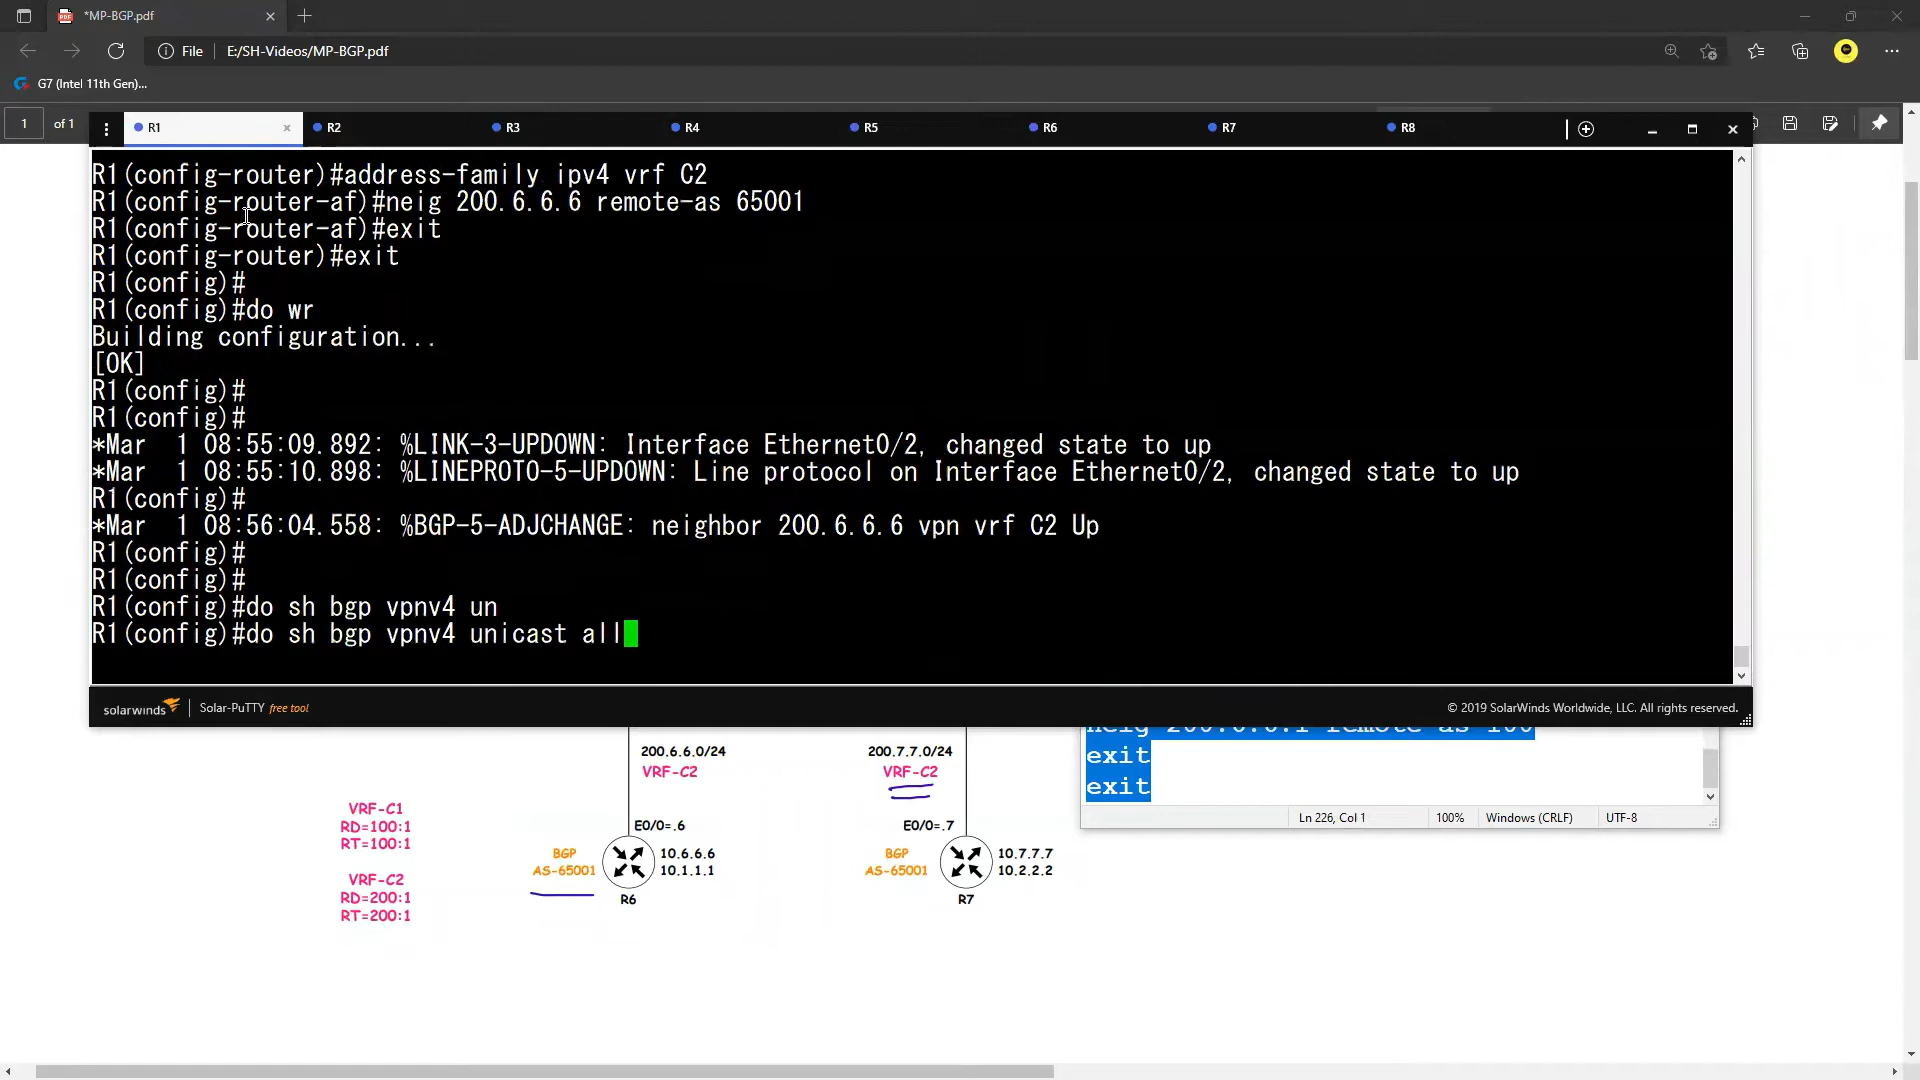 *MP-BGP.pdf
File
E:/SH-Videos/MP-BGP.pdf
G7 (Intel 11th Gen)...
1 of 1
R1
R2
R3
R4
R5
R6
R7
R8
R1(config-router)#address-family ipv4 vrf C2
R1(config-router-af)#neig 200.6.6.6 remote-as 65001
R1(config-router-af)#exit
R1(config-router)#exit
R1(config)#
R1(config)#do wr
Building configuration...
[OK]
R1(config)#
R1(config)#
*Mar  1 08:55:09.892: %LINK-3-UPDOWN: Interface Ethernet0/2, changed state to up
*Mar  1 08:55:10.898: %LINEPROTO-5-UPDOWN: Line protocol on Interface Ethernet0/2, changed state to up
R1(config)#
*Mar  1 08:56:04.558: %BGP-5-ADJCHANGE: neighbor 200.6.6.6 vpn vrf C2 Up
R1(config)#
R1(config)#
R1(config)#do sh bgp vpnv4 un
R1(config)#do sh bgp vpnv4 unicast all
solarwinds
Solar-PuTTY free tool
© 2019 SolarWinds Worldwide, LLC. All rights reserved.
exit
exit
Ln 226, Col 1
100%
Windows (CRLF)
UTF-8
200.6.6.0/24
VRF-C2
200.7.7.0/24
VRF-C2
VRF-C1
RD=100:1
RT=100:1
VRF-C2
RD=200:1
RT=200:1
E0/0=.6
BGP
AS-65001
10.6.6.6
10.1.1.1
R6
E0/0=.7
BGP
AS-65001
10.7.7.7
10.2.2.2
R7